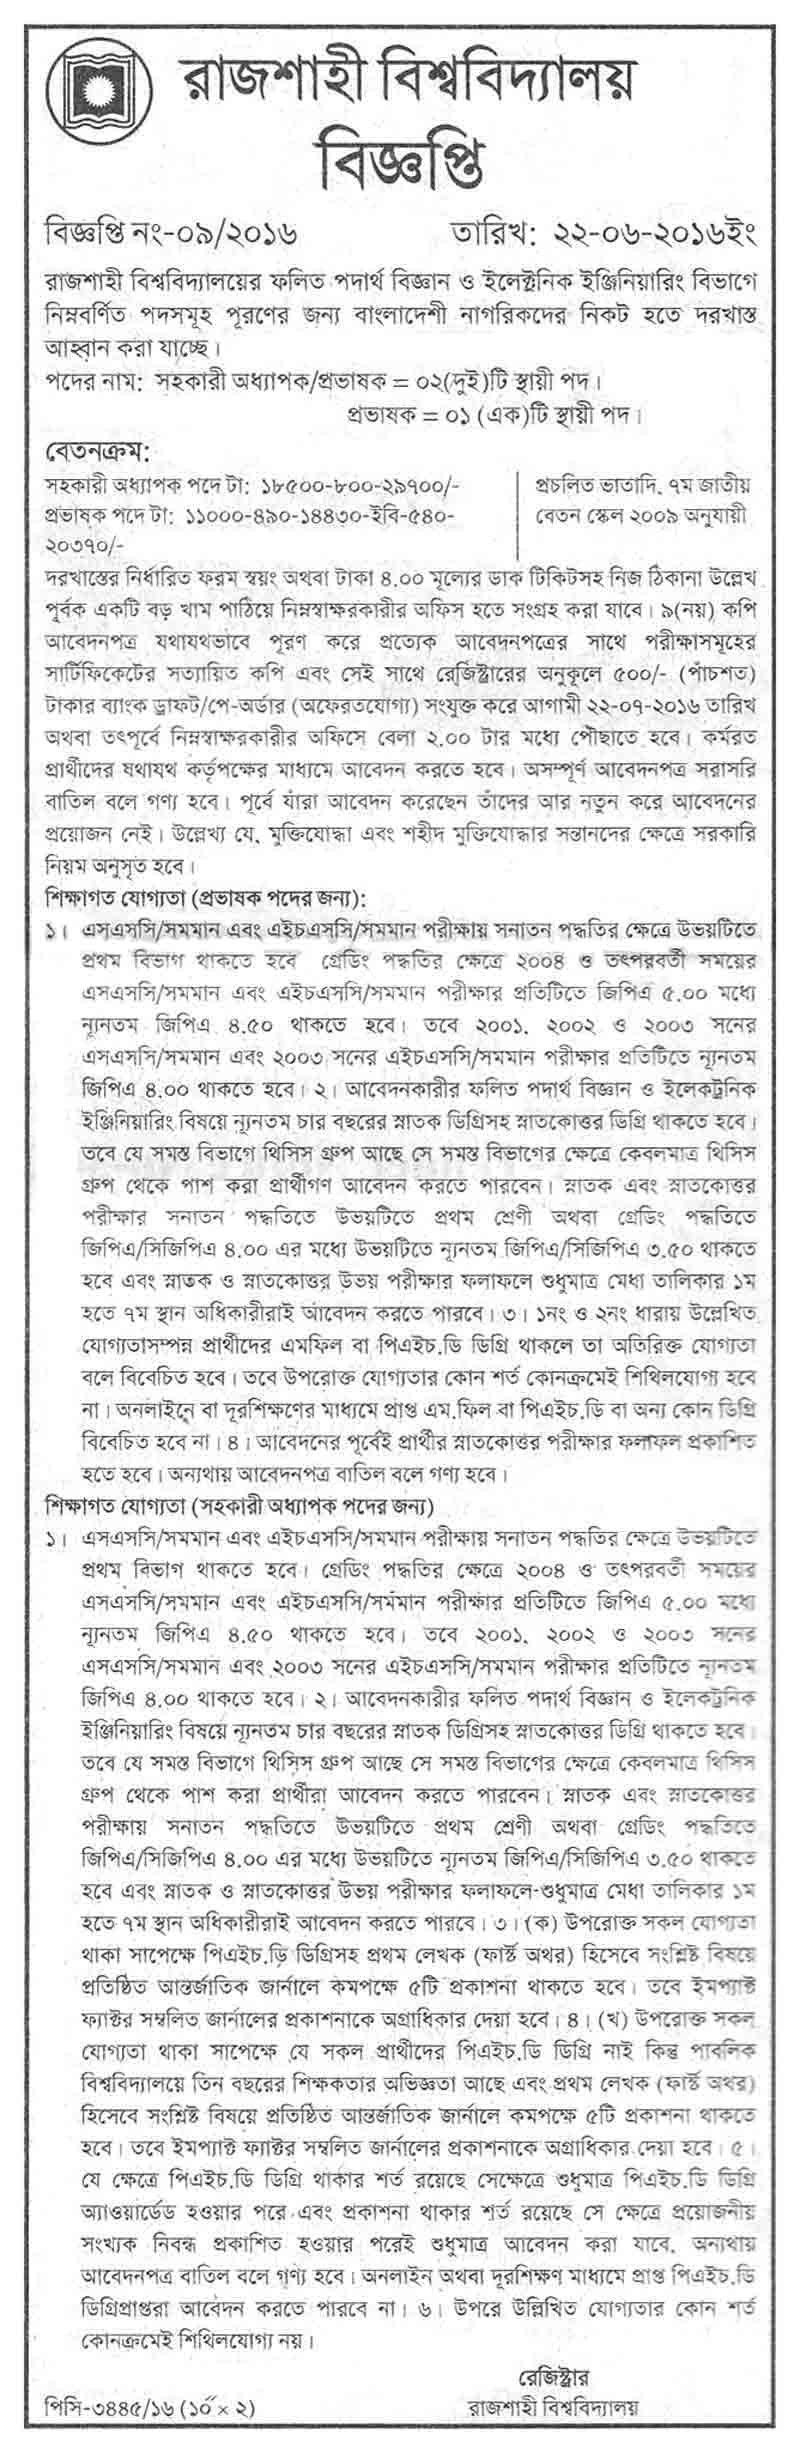 রাজশাহী বিশ্ববিদ্যালয়
বিজ্ঞপ্তি
বিজ্ঞপ্তি নং-০৯/২০১৬ তারিখ: ২২-০৬-২০১৬ইং
রাজশাহী বিশ্ববিদ্যালয়ের ফলিত পদার্থ বিজ্ঞান ও ইলেক্টনিক ইঞ্জিনিয়ারিং বিভাগে
নিম্নবর্ণিত পদসমূহ পূরণের জন্য বাংলাদেশী নাগরিকদের নিকট হতে দরখাস্ত
আহ্বান করা যাচ্ছে।
পদের নাম: সহকারী অধ্যাপক/প্রভাষক = ০২(দুই)টি স্থায়ী পদ।
প্রভাষক = ০১ (এক)টি স্থায়ী পদ।
বেতনক্রম:
সহকারী অধ্যাপক পদে টা: ১৮৫০০-৮০০-২৯৭০০/-
প্রভাষক পদে টা: ১১০০০-৪৯০-১৪৪৩০-ইবি-৫৪০-
২০৩৭০/-
প্রচলিত ভাতাদি, ৭ম জাতীয়
বেতন স্কেল ২০০৯ অনুযায়ী
দরখাস্তের নির্ধারিত ফরম স্বয়ং অথবা টাকা ৪.০০ মূল্যের ডাক টিকিটসহ নিজ ঠিকানা উল্লেখ
পূর্বক একটি বড় খাম পাঠিয়ে নিম্নস্বাক্ষরকারীর অফিস হতে সংগ্রহ করা যাবে। ৯(নয়) কপি
আবেদনপত্র যথাযথভাবে পূরণ করে প্রত্যেক আবেদনপত্রের সাথে পরীক্ষাসমূহের
সার্টিফিকেটের সত্যায়িত কপি এবং সেই সাথে রেজিষ্ট্রারের অনুকূলে ৫০০/- (পাঁচশত)
টাকার ব্যাংক ড্রাফট/পে-অর্ডার (অফেরতযোগ্য) সংযুক্ত করে আগামী ২২-০৭-২০১৬ তারিখ
অথবা তৎপূর্বে নিম্নস্বাক্ষরকারীর অফিসে বেলা ২.০০ টার মধ্যে পৌছাতে হবে। কর্মরত
প্রার্থীদের যথাযথ কর্তৃপক্ষের মাধ্যমে আবেদন করতে হবে। অসম্পূর্ণ আবেদনপত্র সরাসরি
বাতিল বলে গণ্য হবে। পূর্বে যাঁরা আবেদন করেছেন তাঁদের আর নতুন করে আবেদনের
প্রয়োজন নেই। উল্লেখ্য যে, মুক্তিযোদ্ধা এবং শহীদ মুক্তিযোদ্ধার সন্তানদের ক্ষেত্রে সরকারি
নিয়ম অনুসৃত হবে।
শিক্ষাগত যোগ্যতা (প্রভাষক পদের জন্য):
১। এসএসসি/সমমান এবং এইচএসসি/সমমান পরীক্ষায় সনাতন পদ্ধতির ক্ষেত্রে উভয়টিতে
প্রথম বিভাগ থাকতে হবে গ্রেডিং পদ্ধতির ক্ষেত্রে ২০০৪ ও তৎপরবর্তী সময়ের
এসএসসি/সমমান এবং এইচএসসি/সমমান পরীক্ষার প্রতিটিতে জিপিএ ৫.০০ মধ্যে
ন্যূনতম জিপিএ ৪.৫০ থাকতে হবে। তবে ২০০১, ২০০২ ও ২০০৩ সনের
এসএসসি/সমমান এবং ২০০৩ সনের এইচএসসি/সমমান পরীক্ষার প্রতিটিতে ন্যূনতম
জিপিএ ৪.০০ থাকতে হবে। ২। আবেদনকারীর ফলিত পদার্থ বিজ্ঞান ও ইলেকট্রনিক
ইঞ্জিনিয়ারিং বিষয়ে ন্যূনতম চার বছরের স্নাতক ডিগ্রিসহ স্নাতকোত্তর ডিগ্রি থাকতে হবে।
তবে যে সমস্ত বিভাগে থিসিস গ্রুপ আছে সে সমস্ত বিভাগের ক্ষেত্রে কেবলমাত্র থিসিস
গ্রুপ থেকে পাশ করা প্রার্থীগণ আবেদন করতে পারবেন। স্নাতক এবং স্নাতকোত্তর
পরীক্ষার সনাতন পদ্ধতিতে উভয়টিতে প্রথম শ্রেণী অথবা গ্রেডিং পদ্ধতিতে
জিপিএ/সিজিপিএ ৪.০০ এর মধ্যে উভয়টিতে ন্যূনতম জিপিএ/সিজিপিএ ৩.৫০ থাকতে
হবে এবং স্নাতক ও স্নাতকোত্তর উভয় পরীক্ষার ফলাফলে শুধুমাত্র মেধা তালিকার ১ম
হতে ৭ম স্থান অধিকারীরাই আবেদন করতে পারবে। ৩। ১নং ও ২নং ধারায় উল্লেখিত
যোগ্যতাসম্পন্ন প্রার্থীদের এমফিল বা পিএইচ.ডি ডিগ্রি থাকলে তা অতিরিক্ত যোগ্যতা
বলে বিবেচিত হবে। তবে উপরোক্ত যোগ্যতার কোন শর্ত কোনক্রমেই শিথিলযোগ্য হবে
না। অনলাইনে বা দূরশিক্ষণের মাধ্যমে প্রাপ্ত এম.ফিল বা পিএইচ.ডি বা অন্য কোন ডিগ্রি
বিবেচিত হবে না। ৪। আবেদনের পূর্বেই প্রার্থীর স্নাতকোত্তর পরীক্ষার ফলাফল প্রকাশিত
হতে হবে। অন্যথায় আবেদনপত্র বাতিল বলে গণ্য হবে।
শিক্ষাগত যোগ্যতা (সহকারী অধ্যাপক পদের জন্য)
১। এসএসসি/সমমান এবং এইচএসসি/সমমান পরীক্ষায় সনাতন পদ্ধতির ক্ষেত্রে উভয়টিতে
প্রথম বিভাগ থাকতে হবে। গ্রেডিং পদ্ধতির ক্ষেত্রে ২০০৪ ও তৎপরবর্তী সময়ের
এসএসসি/সমমান এবং এইচএসসি/সমমান পরীক্ষার প্রতিটিতে জিপিএ ৫.০০ মধ্যে
ন্যূনতম জিপিএ ৪.৫০ থাকতে হবে। তবে ২০০১, ২০০২ ও ২০০৩ সনের
এসএসসি/সমমান এবং ২০০৩ সনের এইচএসসি/সমমান পরীক্ষার প্রতিটিতে ন্যূনতম
জিপিএ ৪.০০ থাকতে হবে। ২। আবেদনকারীর ফলিত পদার্থ বিজ্ঞান ও ইলেকট্রনিক
ইঞ্জিনিয়ারিং বিষয়ে ন্যূনতম চার বছরের স্নাতক ডিগ্রিসহ স্নাতকোত্তর ডিগ্রি থাকতে হবে।
তবে যে সমস্ত বিভাগে থিসিস গ্রুপ আছে সে সমস্ত বিভাগের ক্ষেত্রে কেবলমাত্র থিসিস
গ্রুপ থেকে পাশ করা প্রার্থীরা আবেদন করতে পারবেন। স্নাতক এবং স্নাতকোত্তর
পরীক্ষায় সনাতন পদ্ধতিতে উভয়টিতে প্রথম শ্রেণী অথবা গ্রেডিং পদ্ধতিতে
জিপিএ/সিজিপিএ ৪.০০ এর মধ্যে উভয়টিতে ন্যূনতম জিপিএ/সিজিপিএ ৩.৫০ থাকতে
হবে এবং স্নাতক ও স্নাতকোত্তর উভয় পরীক্ষার ফলাফলে-শুধুমাত্র মেধা তালিকার ১ম
হতে ৭ম স্থান অধিকারীরাই আবেদন করতে পারবে। ৩। (ক) উপরোক্ত সকল যোগ্যতা
থাকা সাপেক্ষে পিএইচ.ডি ডিগ্রিসহ প্রথম লেখক (ফার্স্ট অথর) হিসেবে সংশ্লিষ্ট বিষয়ে
প্রতিষ্ঠিত আন্তর্জাতিক জার্নালে কমপক্ষে ৫টি প্রকাশনা থাকতে হবে। তবে ইমপ্যাক্ট
ফ্যাক্টর সম্বলিত জার্নালের প্রকাশনাকে অগ্রাধিকার দেয়া হবে। ৪। (খ) উপরোক্ত সকল
যোগ্যতা থাকা সাপেক্ষে যে সকল প্রার্থীদের পিএইচ.ডি ডিগ্রি নাই কিন্তু পাবলিক
বিশ্ববিদ্যালয়ে তিন বছরের শিক্ষকতার অভিজ্ঞতা আছে এবং প্রথম লেখক (ফার্স্ট অথর)
হিসেবে সংশ্লিষ্ট বিষয়ে প্রতিষ্ঠিত আন্তর্জাতিক জার্নালে কমপক্ষে ৫টি প্রকাশনা থাকতে
হবে। তবে ইমপ্যাক্ট ফ্যাক্টর সম্বলিত জার্নালের প্রকাশনাকে অগ্রাধিকার দেয়া হবে। ৫।
যে ক্ষেত্রে পিএইচ.ডি ডিগ্রি থাকার শর্ত রয়েছে সেক্ষেত্রে শুধুমাত্র পিএইচ.ডি ডিগ্রি
অ্যাওয়ার্ডেড হওয়ার পরে এবং প্রকাশনা থাকার শর্ত রয়েছে সে ক্ষেত্রে প্রয়োজনীয়
সংখ্যক নিবন্ধ প্রকাশিত হওয়ার পরেই শুধুমাত্র আবেদন করা যাবে, অন্যথায়
আবেদনপত্র বাতিল বলে গণ্য হবে। অনলাইন অথবা দূরশিক্ষণ মাধ্যমে প্রাপ্ত পিএইচ.ডি
ডিগ্রিপ্রাপ্তরা আবেদন করতে পারবে না। ৬। উপরে উল্লিখিত যোগ্যতার কোন শর্ত
কোনক্রমেই শিথিলযোগ্য নয়।
রেজিস্ট্রার
পিসি-৩৪৪৫/১৬ (১০˝ × ২) রাজশাহী বিশ্ববিদ্যালয়